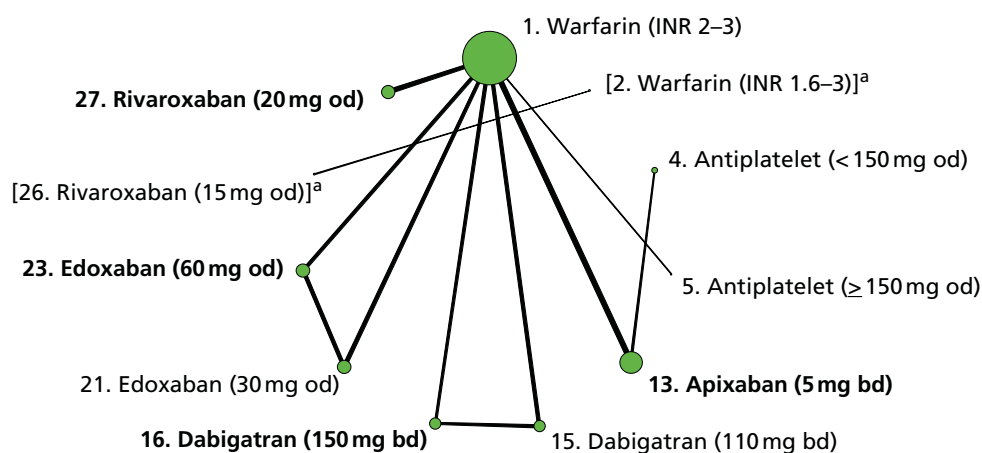 1. Warfarin (INR 2–3)
[2. Warfarin (INR 1.6–3)]ª
27. Rivaroxaban (20 mg od)
4. Antiplatelet (<150 mg od)
[26. Rivaroxaban (15 mg od)]ª
23. Edoxaban (60 mg od)
5. Antiplatelet (≥150 mg od)
21. Edoxaban (30 mg od)
13. Apixaban (5 mg bd)
16. Dabigatran (150 mg bd)
15. Dabigatran (110 mg bd)